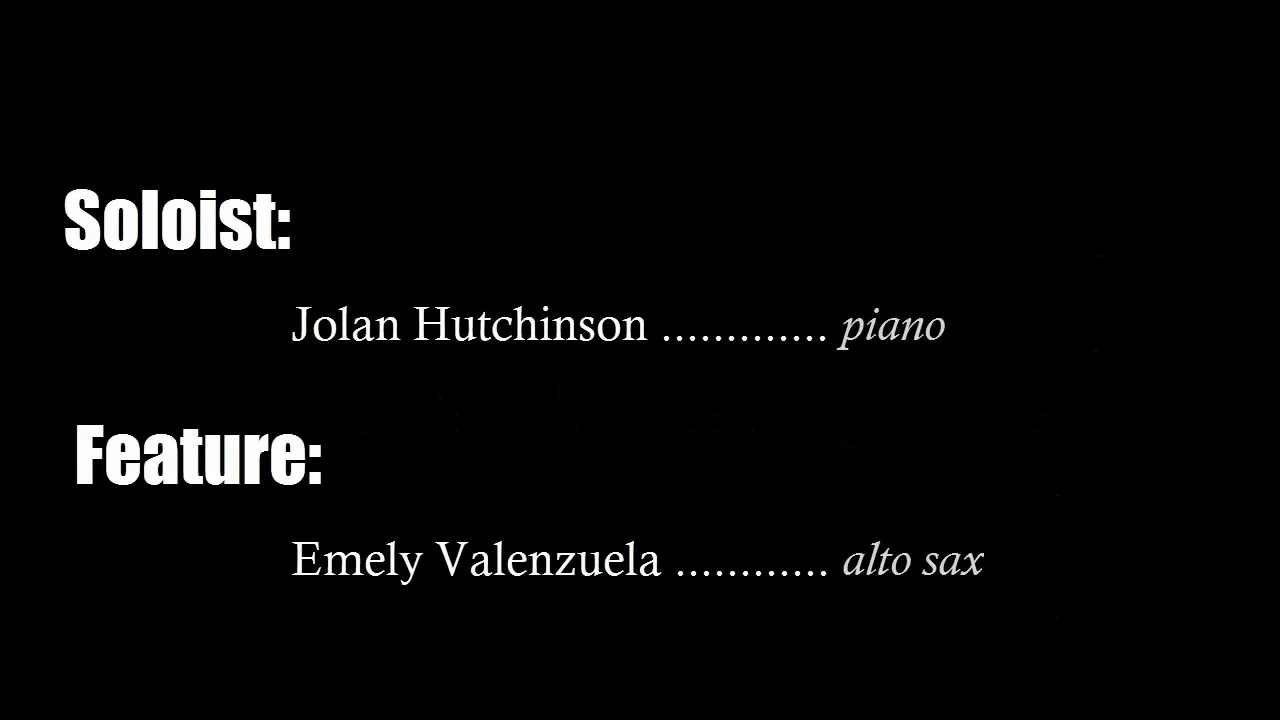 Soloist:
Jolan Hutchinson ............. piano
Feature:
Emely Valenzuela ............ alto sax